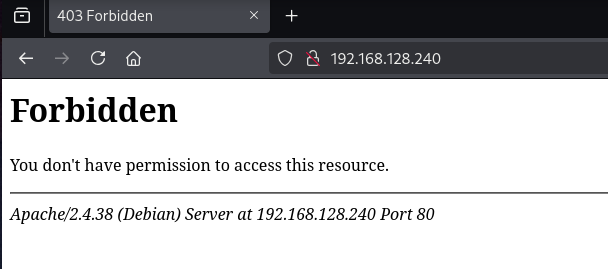 403 Forbidden
192.168.128.240
Forbidden
You don't have permission to access this resource.
Apache/2.4.38 (Debian) Server at 192.168.128.240 Port 80